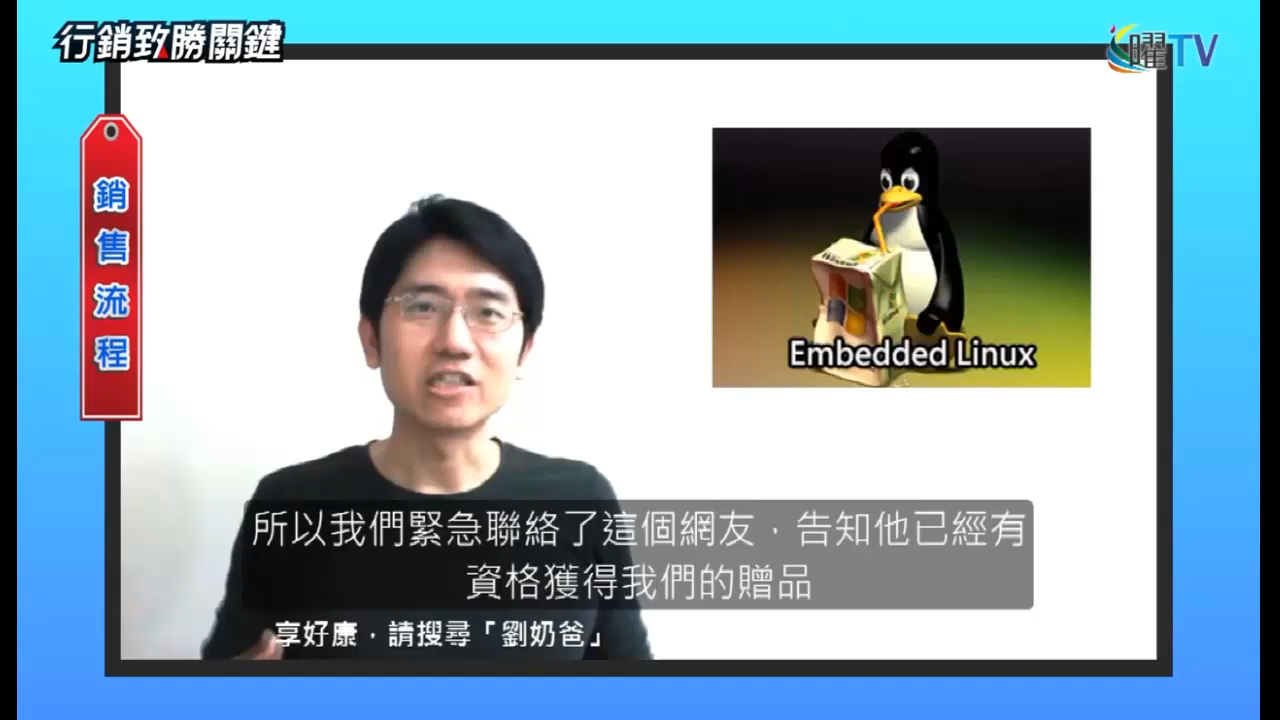 行銷致勝關鍵
曜TV
銷售流程
Embedded Linux
所以我們緊急聯絡了這個網友，告知他已經有
資格獲得我們的贈品
享好康，請搜尋「劉奶爸」